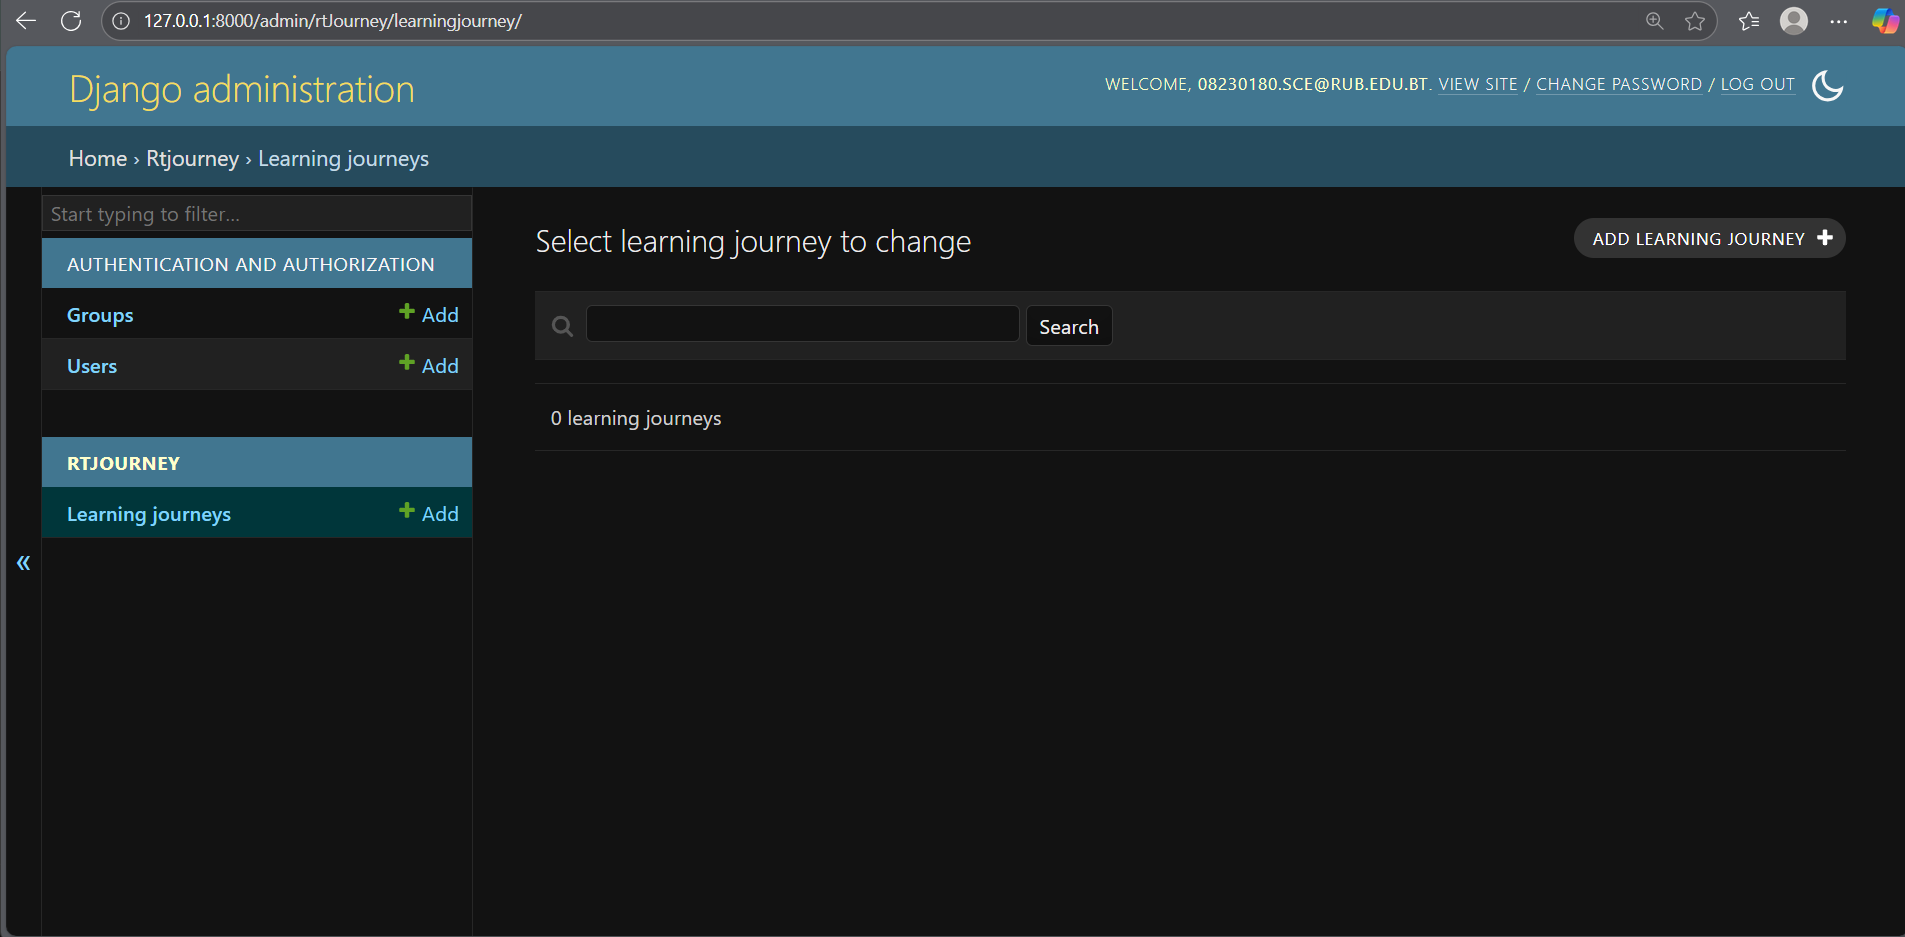 127.0.0.1:8000/admin/rtJourney/learningjourney/
Django administration
WELCOME, 08230180.SCE@RUB.EDU.BT. VIEW SITE / CHANGE PASSWORD / LOG OUT
Home › Rtjourney › Learning journeys
Start typing to filter...
AUTHENTICATION AND AUTHORIZATION
Groups + Add
Users + Add
RTJOURNEY
Learning journeys + Add
«
Select learning journey to change
ADD LEARNING JOURNEY +
Search
0 learning journeys